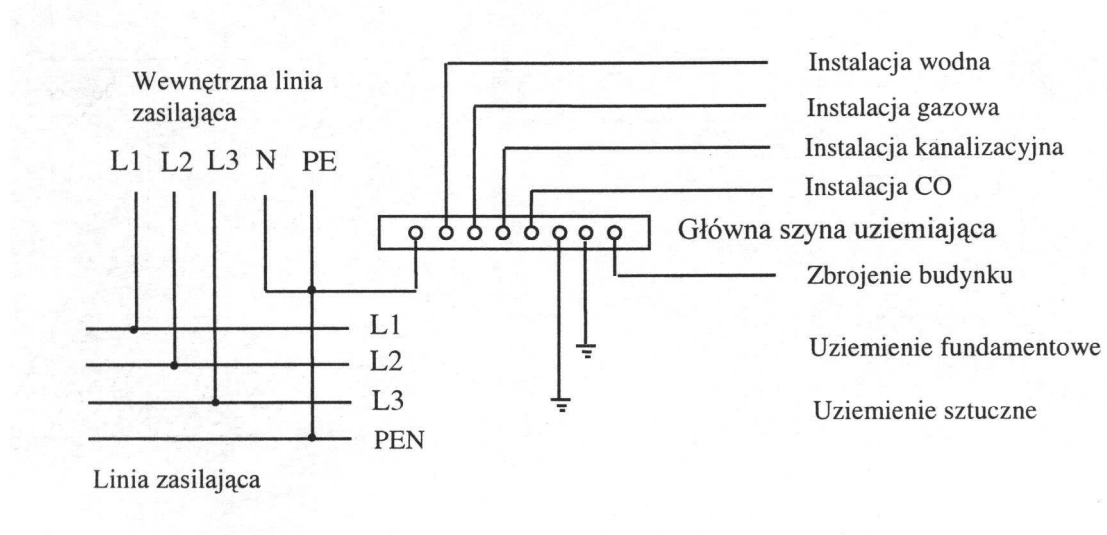 Wewnętrzna linia
zasilająca
L1 L2 L3 N PE
Instalacja wodna
Instalacja gazowa
Instalacja kanalizacyjna
Instalacja CO
Główna szyna uziemiająca
Zbrojenie budynku
L1
L2
L3
PEN
Uziemienie fundamentowe
Uziemienie sztuczne
Linia zasilająca